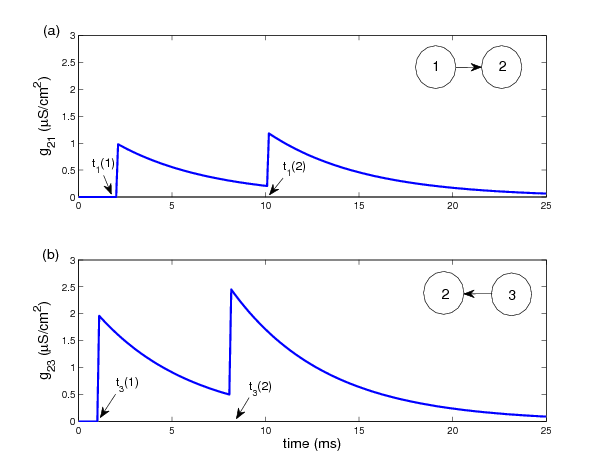 (a)
g21 (μS/cm²)
3
2.5
2
1.5
1
0.5
0
0 5 10 15 20 25
t1(1)
t1(2)
1 2
(b)
g23 (μS/cm²)
3
2.5
2
1.5
1
0.5
0
0 5 10 15 20 25
t3(1)
t3(2)
2 3
time (ms)